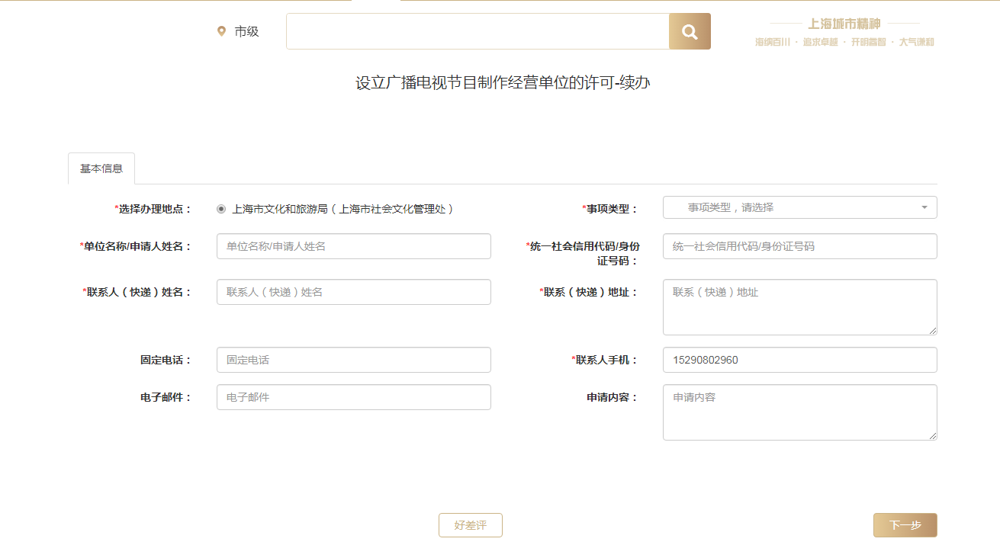 市级
上海城市精神
海纳百川 · 追求卓越 · 开明睿智 · 大气谦和
设立广播电视节目制作经营单位的许可-续办
基本信息
*选择办理地点：
上海市文化和旅游局（上海市社会文化管理处）
*事项类型：
事项类型，请选择
*单位名称/申请人姓名：
单位名称/申请人姓名
*统一社会信用代码/身份
证号码：
统一社会信用代码/身份证号码
*联系人（快递）姓名：
联系人（快递）姓名
*联系（快递）地址：
联系（快递）地址
固定电话：
固定电话
*联系人手机：
15290802960
电子邮件：
电子邮件
申请内容：
申请内容
好差评
下一步